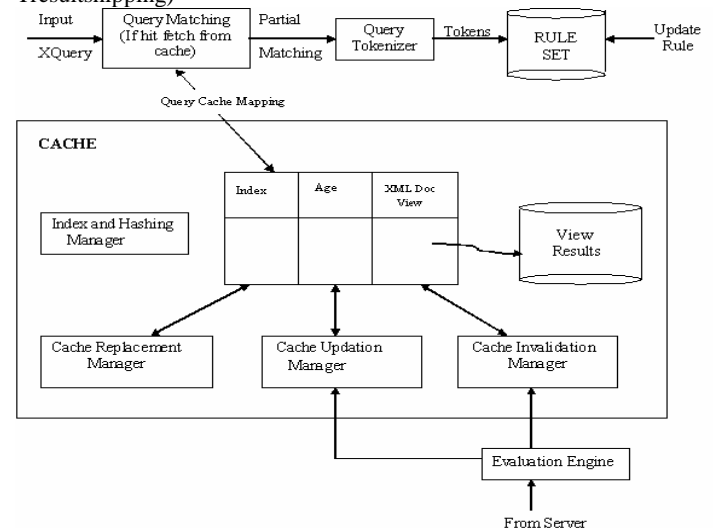 Tresultshipping)
Input
XQuery
Query Matching
(If hit fetch from
cache)
Partial
Matching
Query
Tokenizer
Tokens
RULE
SET
Update
Rule
Query Cache Mapping
CACHE
Index
Age
XML Doc
View
Index and Hashing
Manager
View
Results
Cache Replacement
Manager
Cache Updation
Manager
Cache Invalidation
Manager
Evaluation Engine
From Server